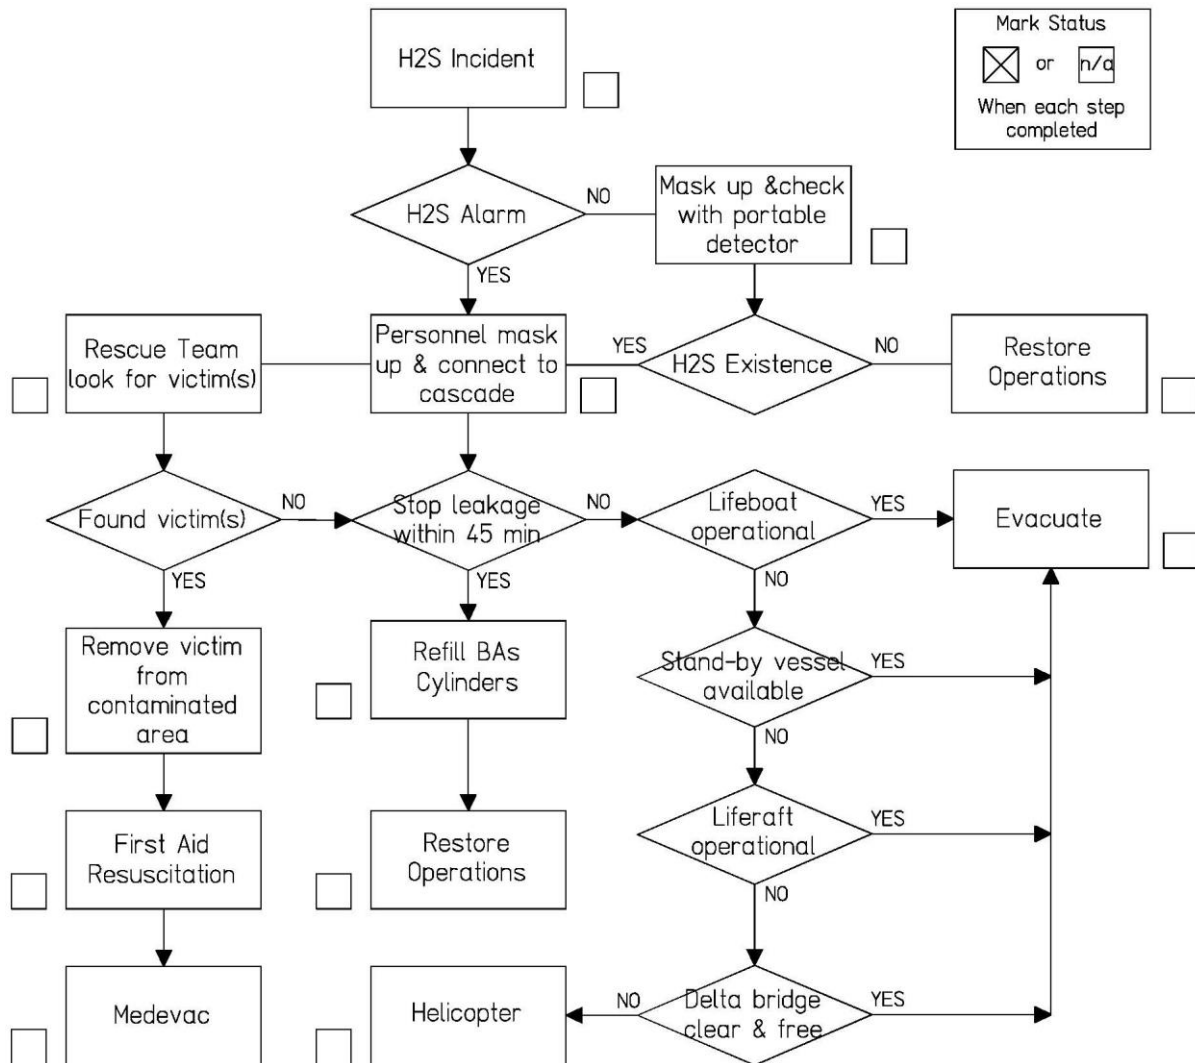 H2S Incident
Mark Status
or
n/a
When each step
completed
H2S Alarm
NO
YES
Mask up &check
with portable
detector
Rescue Team
look for victim(s)
Personnel mask
up & connect to
cascade
YES
H2S Existence
NO
Restore
Operations
Found victim(s)
NO
YES
Stop leakage
within 45 min
NO
YES
Lifeboat
operational
YES
NO
Evacuate
Remove victim
from
contaminated
area
Refill BAs
Cylinders
Stand-by vessel
available
YES
NO
First Aid
Resuscitation
Restore
Operations
Liferaft
operational
YES
NO
Medevac
Helicopter
NO
Delta bridge
clear & free
YES